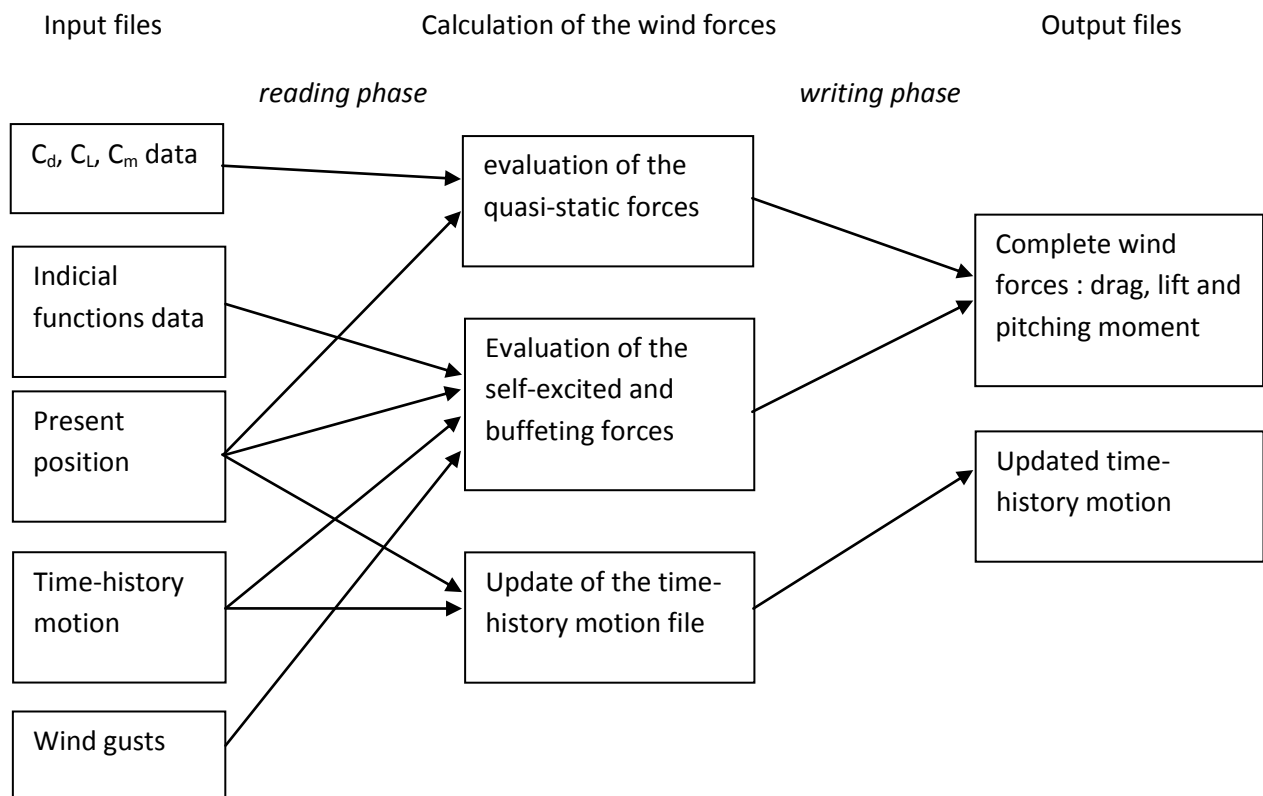 Input files
Calculation of the wind forces
Output files
reading phase
writing phase
C_d, C_L, C_m data
Indicial
functions data
Present
position
Time-history
motion
Wind gusts
evaluation of the
quasi-static forces
Evaluation of the
self-excited and
buffeting forces
Update of the time-
history motion file
Complete wind
forces : drag, lift and
pitching moment
Updated time-
history motion